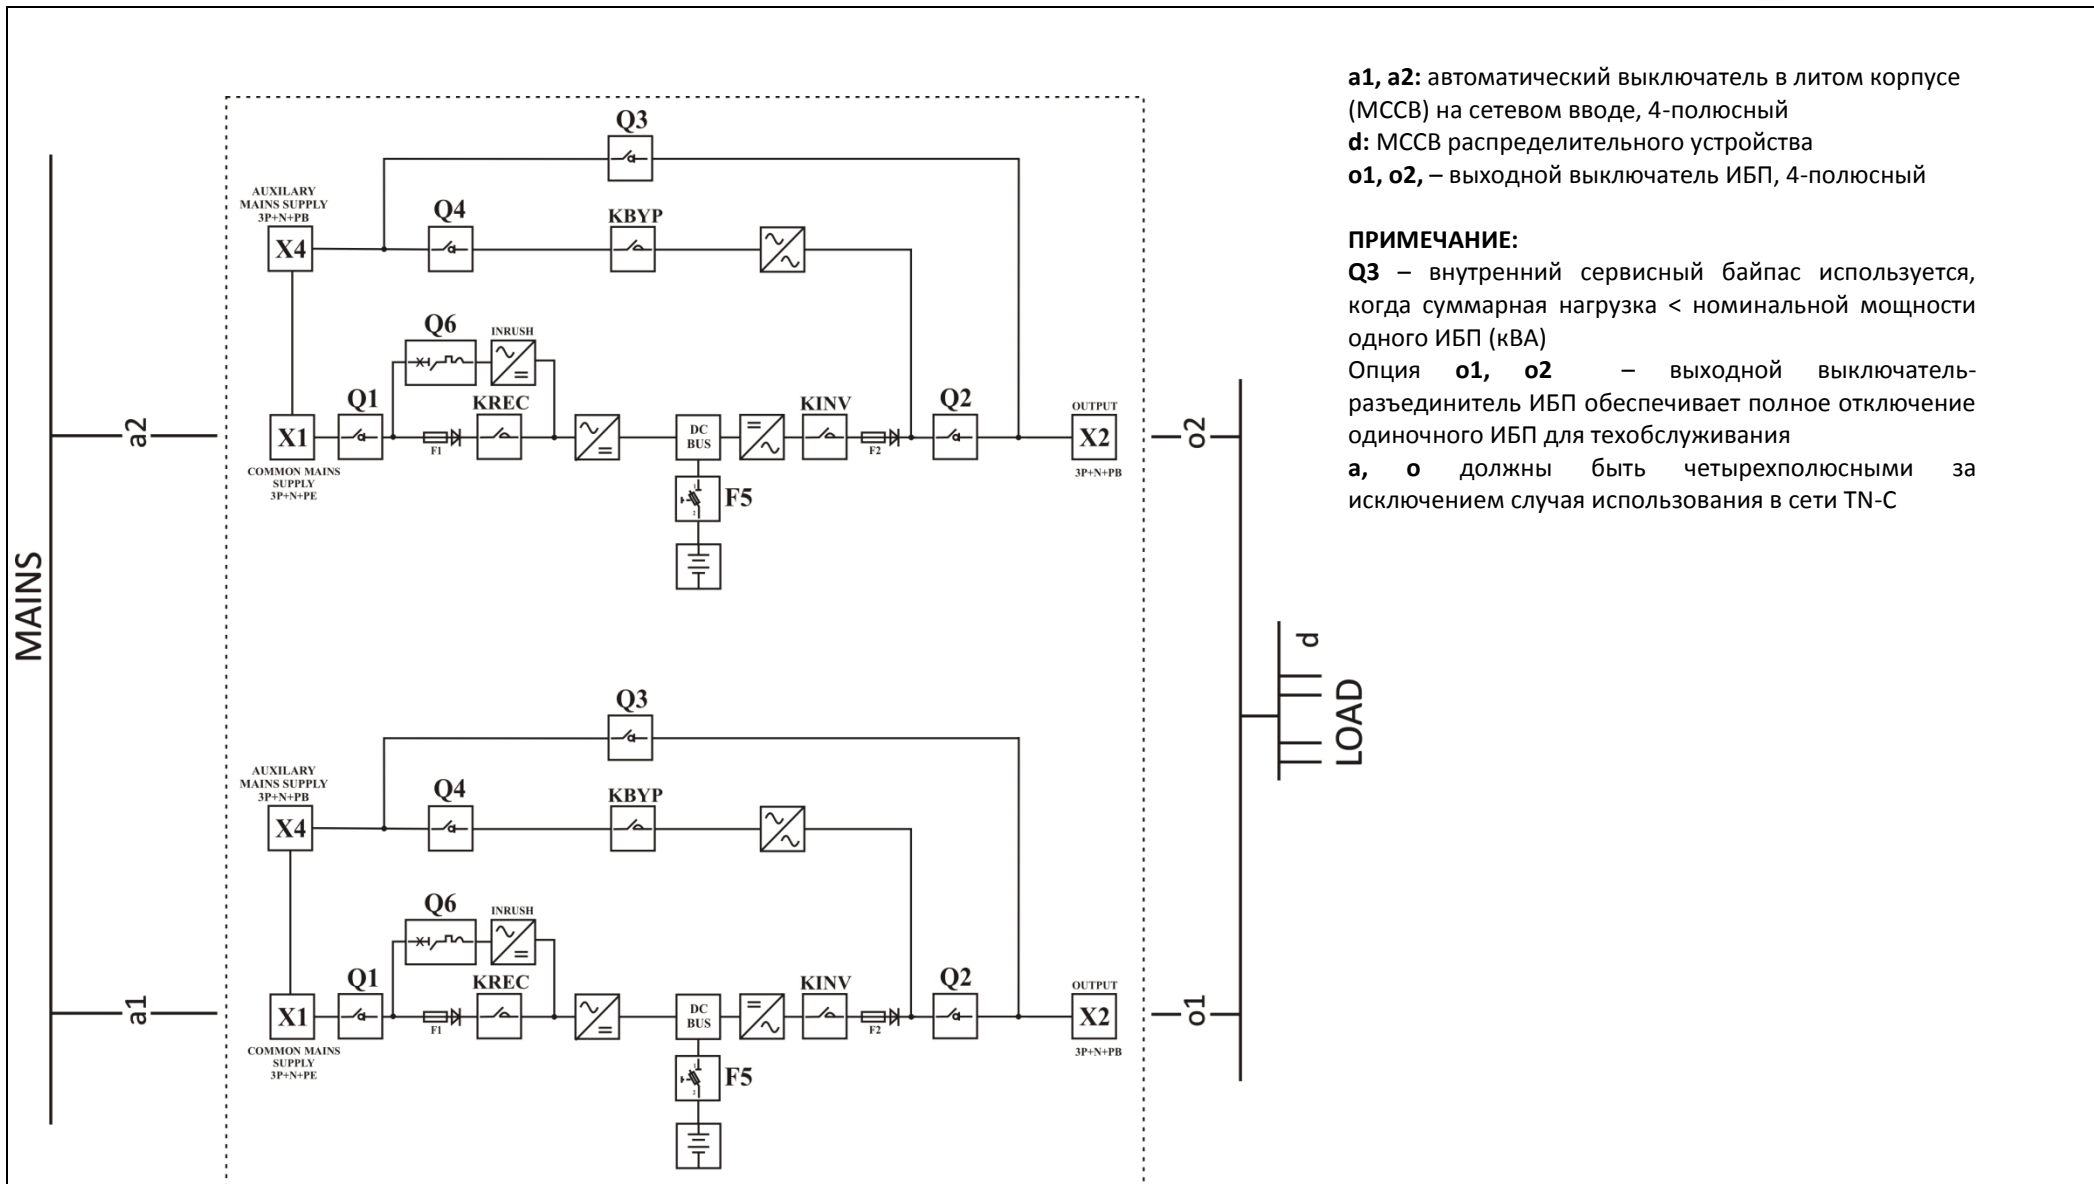 a1, a2: автоматический выключатель в литом корпусе
(MCCB) на сетевом вводе, 4-полюсный
d: MCCB распределительного устройства
o1, o2, – выходной выключатель ИБП, 4-полюсный
ПРИМЕЧАНИЕ:
Q3 – внутренний сервисный байпас используется,
когда суммарная нагрузка < номинальной мощности
одного ИБП (кВА)
Опция o1, o2 – выходной выключатель-
разъединитель ИБП обеспечивает полное отключение
одиночного ИБП для техобслуживания
a, o должны быть четырехполюсными за
исключением случая использования в сети TN-C
MAINS
a2
Q3
AUXILARY
MAINS SUPPLY
3P+N+PB
X4
Q4
KBYP
Q6
INRUSH
X1
Q1
F1
KREC
DC
BUS
KINV
F2
Q2
OUTPUT
X2
3P+N+PB
COMMON MAINS
SUPPLY
3P+N+PE
1
2
F5
o2
a1
Q3
AUXILARY
MAINS SUPPLY
3P+N+PB
X4
Q4
KBYP
Q6
INRUSH
X1
Q1
F1
KREC
DC
BUS
KINV
F2
Q2
OUTPUT
X2
3P+N+PB
COMMON MAINS
SUPPLY
3P+N+PE
1
2
F5
o1
d
LOAD